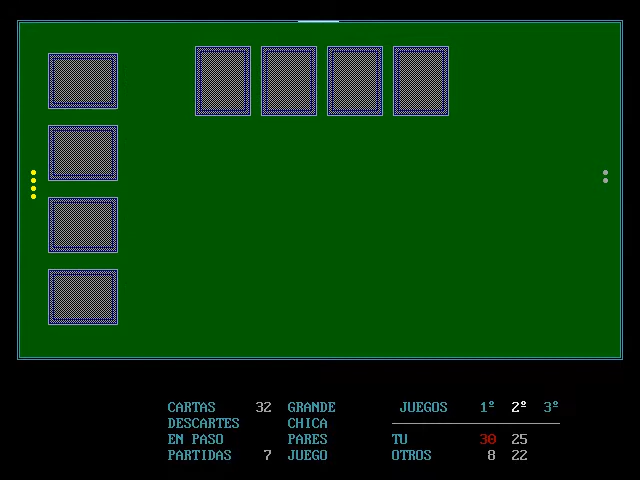 CARTAS 32 GRANDE JUEGOS 1º 2º 3º
DESCARTES CHICA
EN PASO PARES TU 30 25
PARTIDAS 7 JUEGO OTROS 8 22